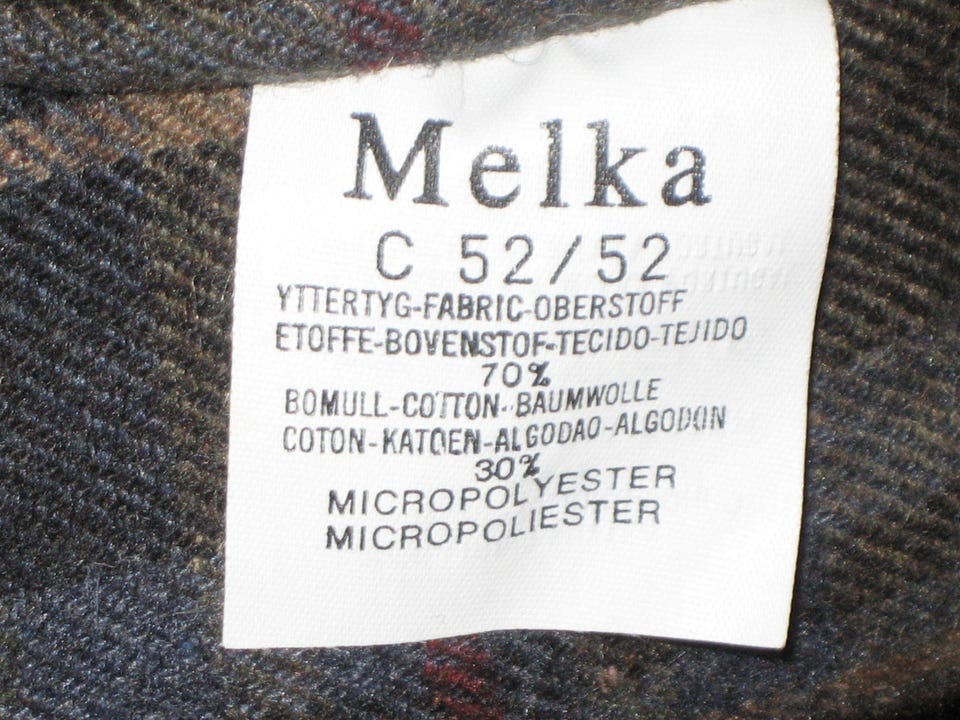 Melka
C 52/52
YTTERTYG-FABRIC-OBERSTOFF
ETOFFE-BOVENSTOF-TECIDO-TEJIDO
70%
BOMULL-COTTON-BAUMWOLLE
COTON-KATOEN-ALGODAO-ALGODON
30%
MICROPOLYESTER
MICROPOLIESTER